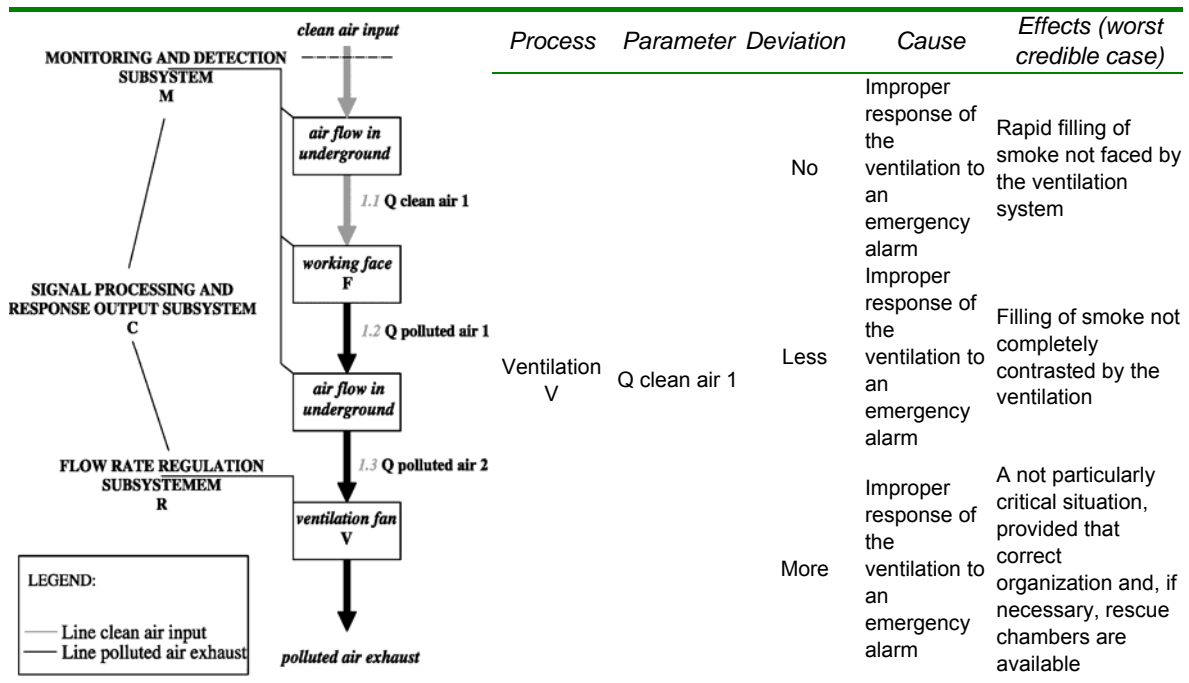 clean air input
MONITORING AND DETECTION
SUBSYSTEM
M
air flow in
underground
1.1 Q clean air 1
working face
F
SIGNAL PROCESSING AND
RESPONSE OUTPUT SUBSYSTEM
C
1.2 Q polluted air 1
air flow in
underground
FLOW RATE REGULATION
SUBSYSTEMEM
R
1.3 Q polluted air 2
ventilation fan
V
LEGEND:
Line clean air input
Line polluted air exhaust
polluted air exhaust
Process Parameter Deviation Cause Effects (worst
credible case)
Ventilation
V
Q clean air 1
No
Improper
response of
the
ventilation to
an
emergency
alarm
Rapid filling of
smoke not faced by
the ventilation
system
Less
Improper
response of
the
ventilation to
an
emergency
alarm
Filling of smoke not
completely
contrasted by the
ventilation
More
Improper
response of
the
ventilation to
an
emergency
alarm
A not particularly
critical situation,
provided that
correct
organization and, if
necessary, rescue
chambers are
available